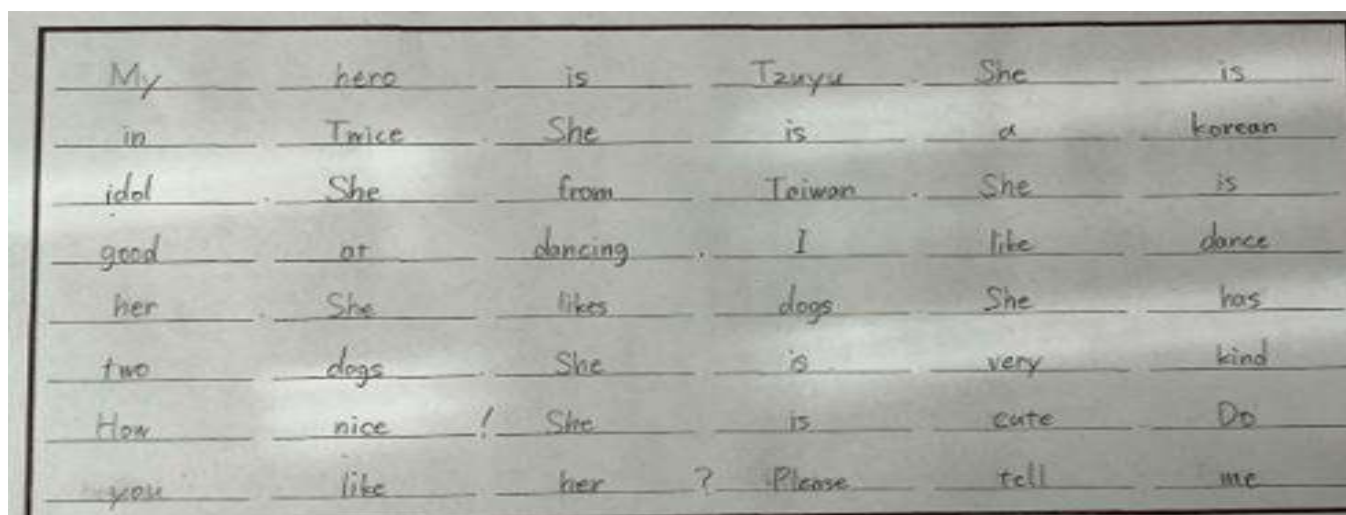 My hero is Tzuyu. She is
in Twice. She is a korean
idol. She from Taiwan. She is
good at dancing. I like dance
her. She likes dogs She has
two dogs. She is very kind
How nice! She is cute Do
you like her? Please tell me